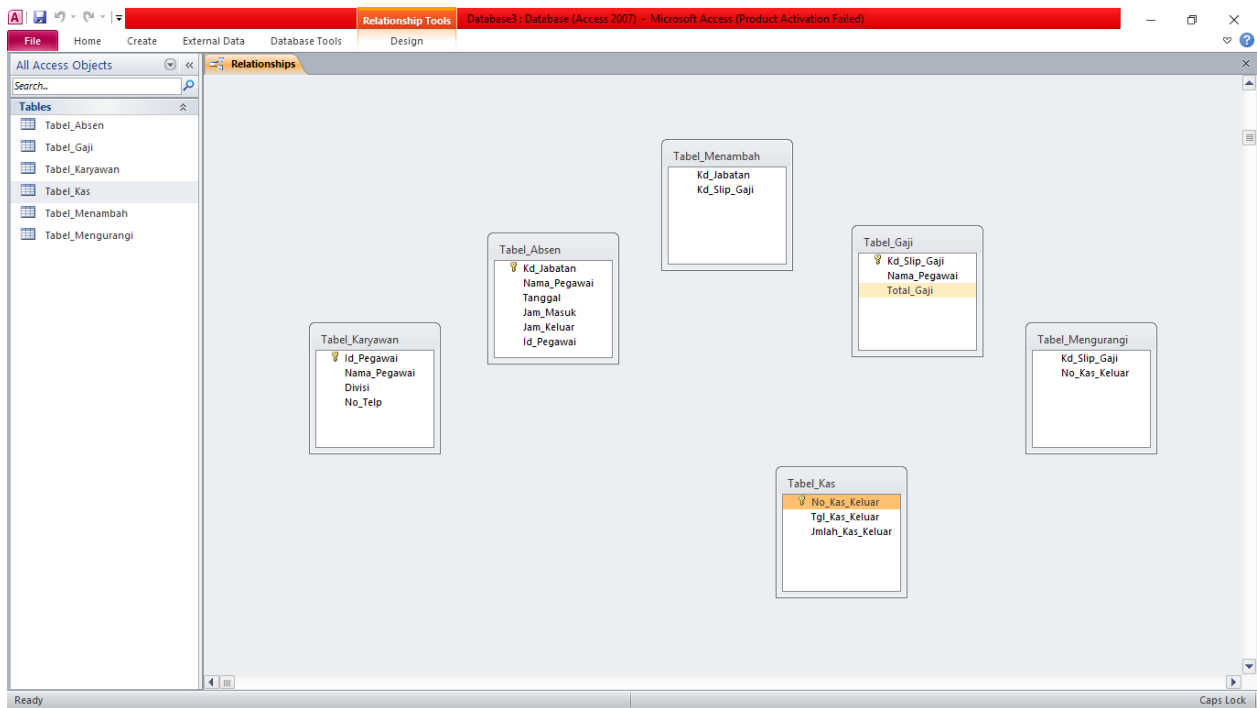 Relationship Tools
Database3 : Database (Access 2007) - Microsoft Access (Product Activation Failed)
File Home Create External Data Database Tools Design
All Access Objects
Relationships
Search...
Tables
Tabel_Absen
Tabel_Gaji
Tabel_Karyawan
Tabel_Kas
Tabel_Menambah
Tabel_Mengurangi
Tabel_Karyawan
Id_Pegawai
Nama_Pegawai
Divisi
No_Telp
Tabel_Absen
Kd_Jabatan
Nama_Pegawai
Tanggal
Jam_Masuk
Jam_Keluar
Id_Pegawai
Tabel_Menambah
Kd_Jabatan
Kd_Slip_Gaji
Tabel_Gaji
Kd_Slip_Gaji
Nama_Pegawai
Total_Gaji
Tabel_Mengurangi
Kd_Slip_Gaji
No_Kas_Keluar
Tabel_Kas
No_Kas_Keluar
Tgl_Kas_Keluar
Jmlah_Kas_Keluar
Ready
Caps Lock